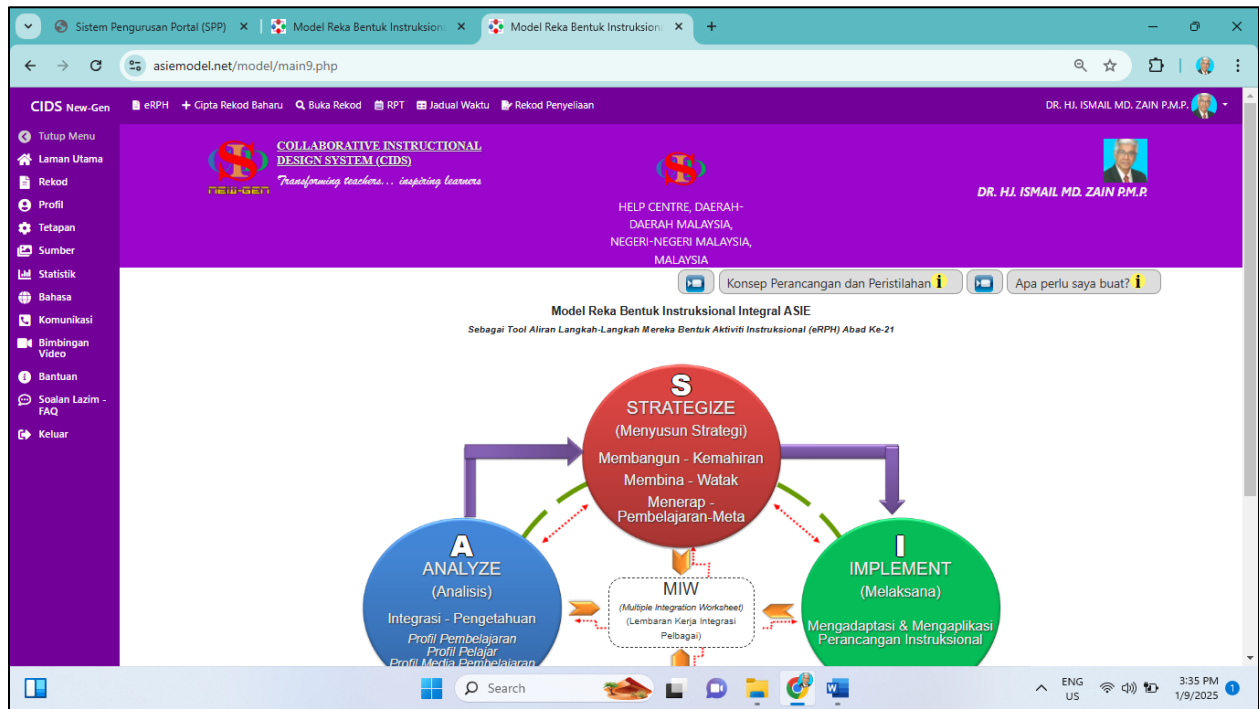 Sistem Pengurusan Portal (SPP)
Model Reka Bentuk Instruksion
Model Reka Bentuk Instruksion
asiemodel.net/model/main9.php
CIDS New-Gen
eRPH
Cipta Rekod Baharu
Buka Rekod
RPT
Jadual Waktu
Rekod Penyeliaan
DR. HJ. ISMAIL MD. ZAIN P.M.P.
Tutup Menu
Laman Utama
Rekod
Profil
Tetapan
Sumber
Statistik
Bahasa
Komunikasi
Bimbingan
Video
Bantuan
Soalan Lazim -
FAQ
Keluar
NEW-GEN
COLLABORATIVE INSTRUCTIONAL
DESIGN SYSTEM (CIDS)
Transforming teachers... inspiring learners
HELP CENTRE, DAERAH-
DAERAH MALAYSIA,
NEGERI-NEGERI MALAYSIA,
MALAYSIA
DR. HJ. ISMAIL MD. ZAIN P.M.P.
Konsep Perancangan dan Peristilahan i
Apa perlu saya buat? i
Model Reka Bentuk Instruksional Integral ASIE
Sebagai Tool Aliran Langkah-Langkah Mereka Bentuk Aktiviti Instruksional (eRPH) Abad Ke-21
S
STRATEGIZE
(Menyusun Strategi)
Membangun - Kemahiran
Membina - Watak
Menerap -
Pembelajaran-Meta
A
ANALYZE
(Analisis)
Integrasi - Pengetahuan
Profil Pembelajaran
Profil Pelajar
Profil Media Pembelajaran
MIW
(Multiple Integration Worksheet)
(Lembaran Kerja Integrasi
Pelbagai)
I
IMPLEMENT
(Melaksana)
Mengadaptasi & Mengaplikasi
Perancangan Instruksional
Search
ENG
US
3:35 PM
1/9/2025
1